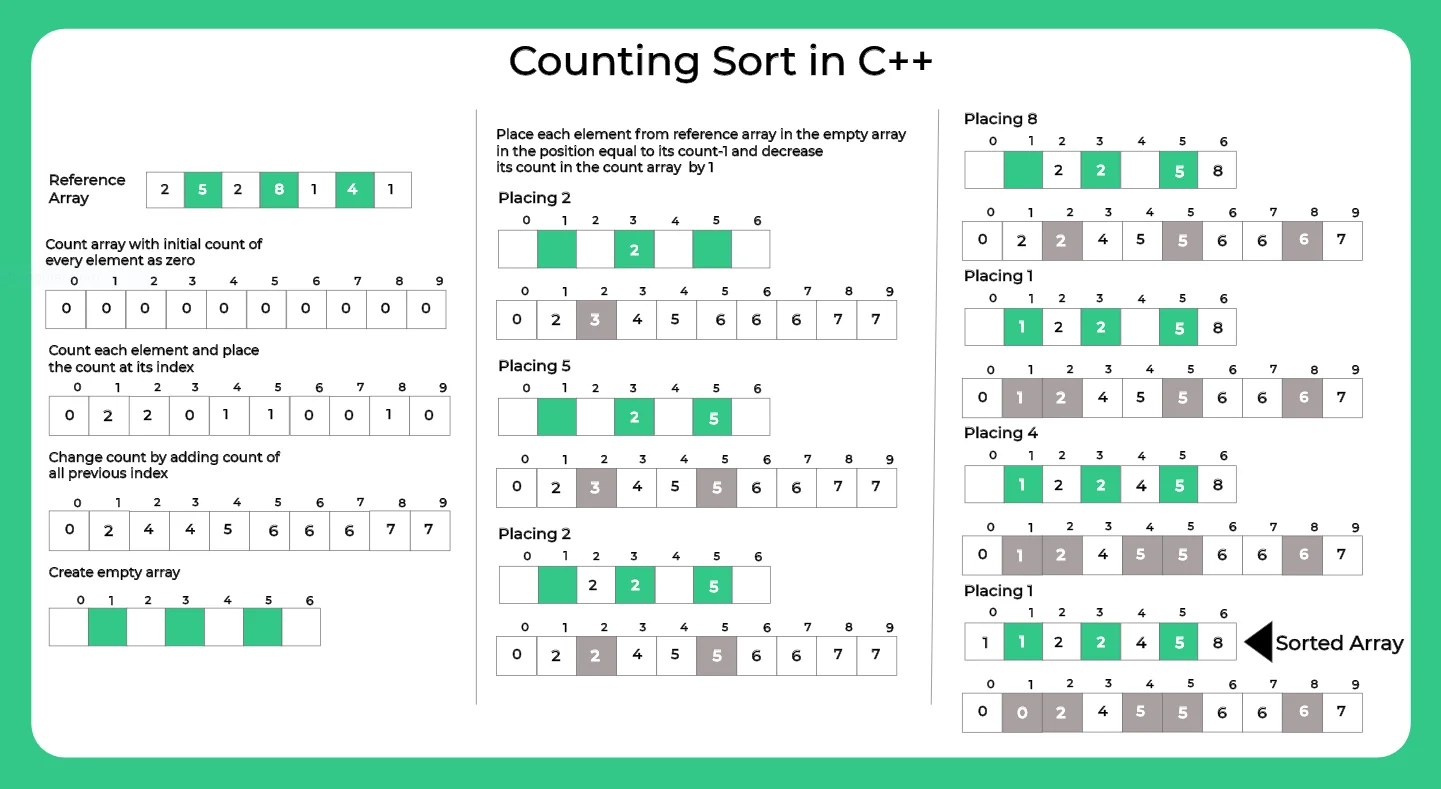 Counting Sort in C++
Reference
Array
2 5 2 8 1 4 1
Count array with initial count of
every element as zero
0 1 2 3 4 5 6 7 8 9
0 0 0 0 0 0 0 0 0 0
Count each element and place
the count at its index
0 1 2 3 4 5 6 7 8 9
0 2 2 0 1 1 0 0 1 0
Change count by adding count of
all previous index
0 1 2 3 4 5 6 7 8 9
0 2 4 4 5 6 6 6 7 7
Create empty array
0 1 2 3 4 5 6
Place each element from reference array in the empty array
in the position equal to its count-1 and decrease
its count in the count array by 1
Placing 2
0 1 2 3 4 5 6
2
0 1 2 3 4 5 6 7 8 9
0 2 3 4 5 6 6 6 7 7
Placing 5
0 1 2 3 4 5 6
2 5
0 1 2 3 4 5 6 7 8 9
0 2 3 4 5 5 6 6 7 7
Placing 2
0 1 2 3 4 5 6
2 2 5
0 1 2 3 4 5 6 7 8 9
0 2 2 4 5 5 6 6 7 7
Placing 8
0 1 2 3 4 5 6
2 2 5 8
0 1 2 3 4 5 6 7 8 9
0 2 2 4 5 5 6 6 6 7
Placing 1
0 1 2 3 4 5 6
1 2 2 5 8
0 1 2 3 4 5 6 7 8 9
0 1 2 4 5 5 6 6 6 7
Placing 4
0 1 2 3 4 5 6
1 2 2 4 5 8
0 1 2 3 4 5 6 7 8 9
0 1 2 4 5 5 6 6 6 7
Placing 1
0 1 2 3 4 5 6
1 1 2 2 4 5 8
Sorted Array
0 1 2 3 4 5 6 7 8 9
0 0 2 4 5 5 6 6 6 7